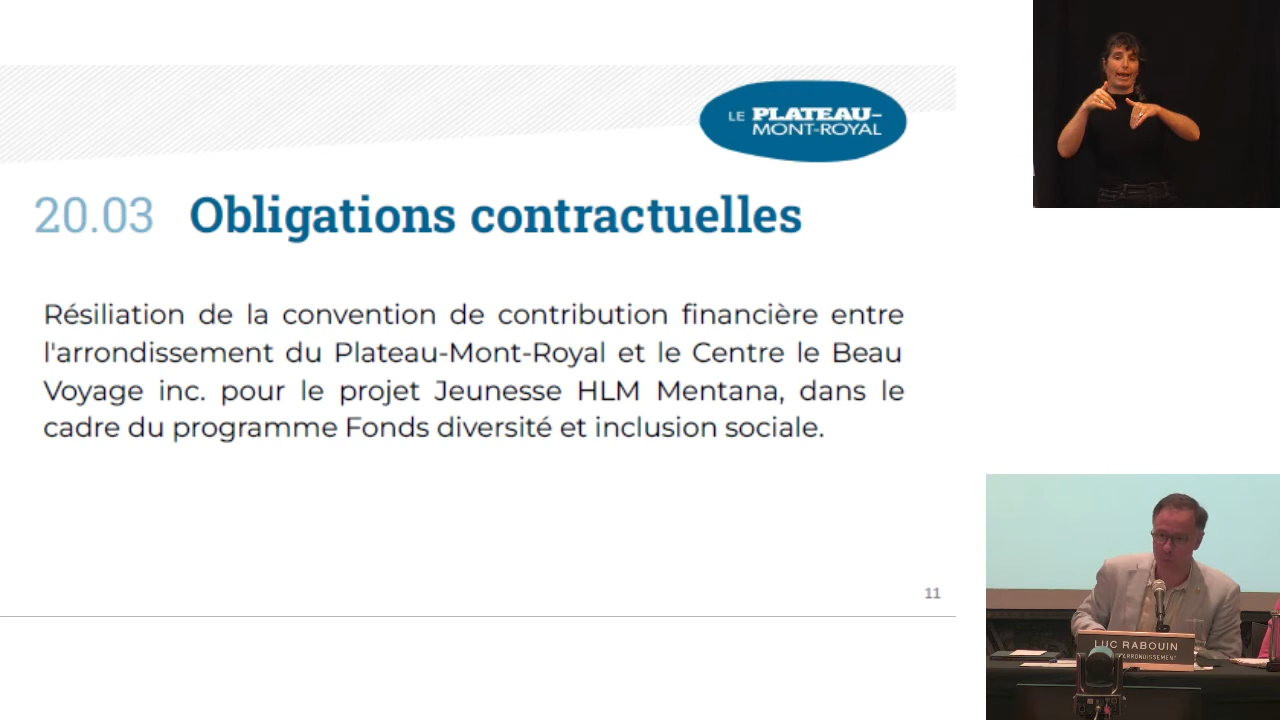 LE PLATEAU-
MONT-ROYAL
20.03 Obligations contractuelles
Résiliation de la convention de contribution financière entre
l'arrondissement du Plateau-Mont-Royal et le Centre le Beau
Voyage inc. pour le projet Jeunesse HLM Mentana, dans le
cadre du programme Fonds diversité et inclusion sociale.
11
LUC RABOUIN
ARRONDISSEMENT